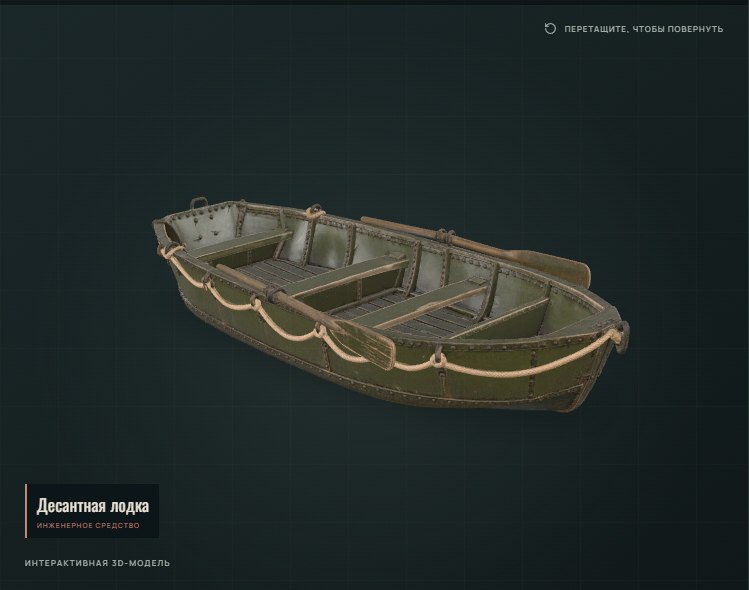 ПЕРЕТАЩИТЕ, ЧТОБЫ ПОВЕРНУТЬ
Десантная лодка
ИНЖЕНЕРНОЕ СРЕДСТВО
ИНТЕРАКТИВНАЯ 3D-МОДЕЛЬ